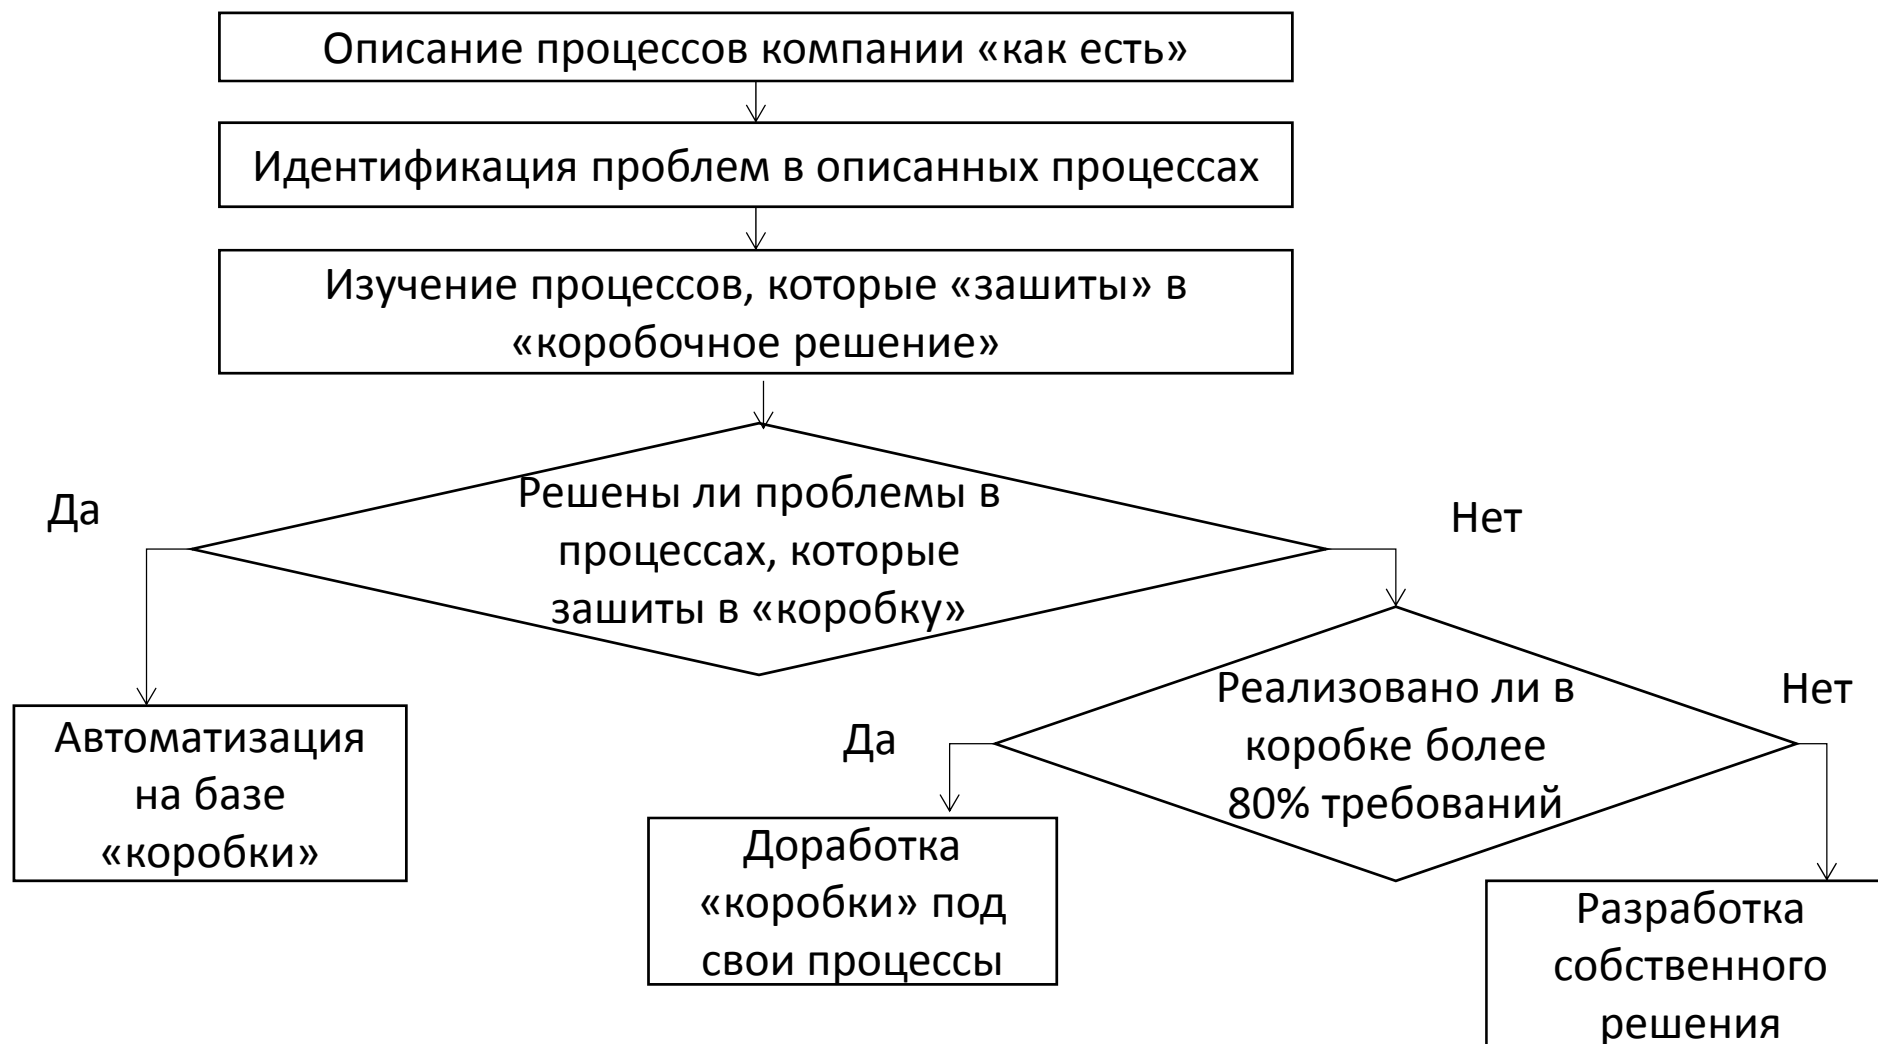 Описание процессов компании «как есть»
Идентификация проблем в описанных процессах
Изучение процессов, которые «зашиты» в
«коробочное решение»
Решены ли проблемы в
процессах, которые
зашиты в «коробку»
Да
Нет
Автоматизация
на базе
«коробки»
Реализовано ли в
коробке более
80% требований
Да
Нет
Доработка
«коробки» под
свои процессы
Разработка
собственного
решения